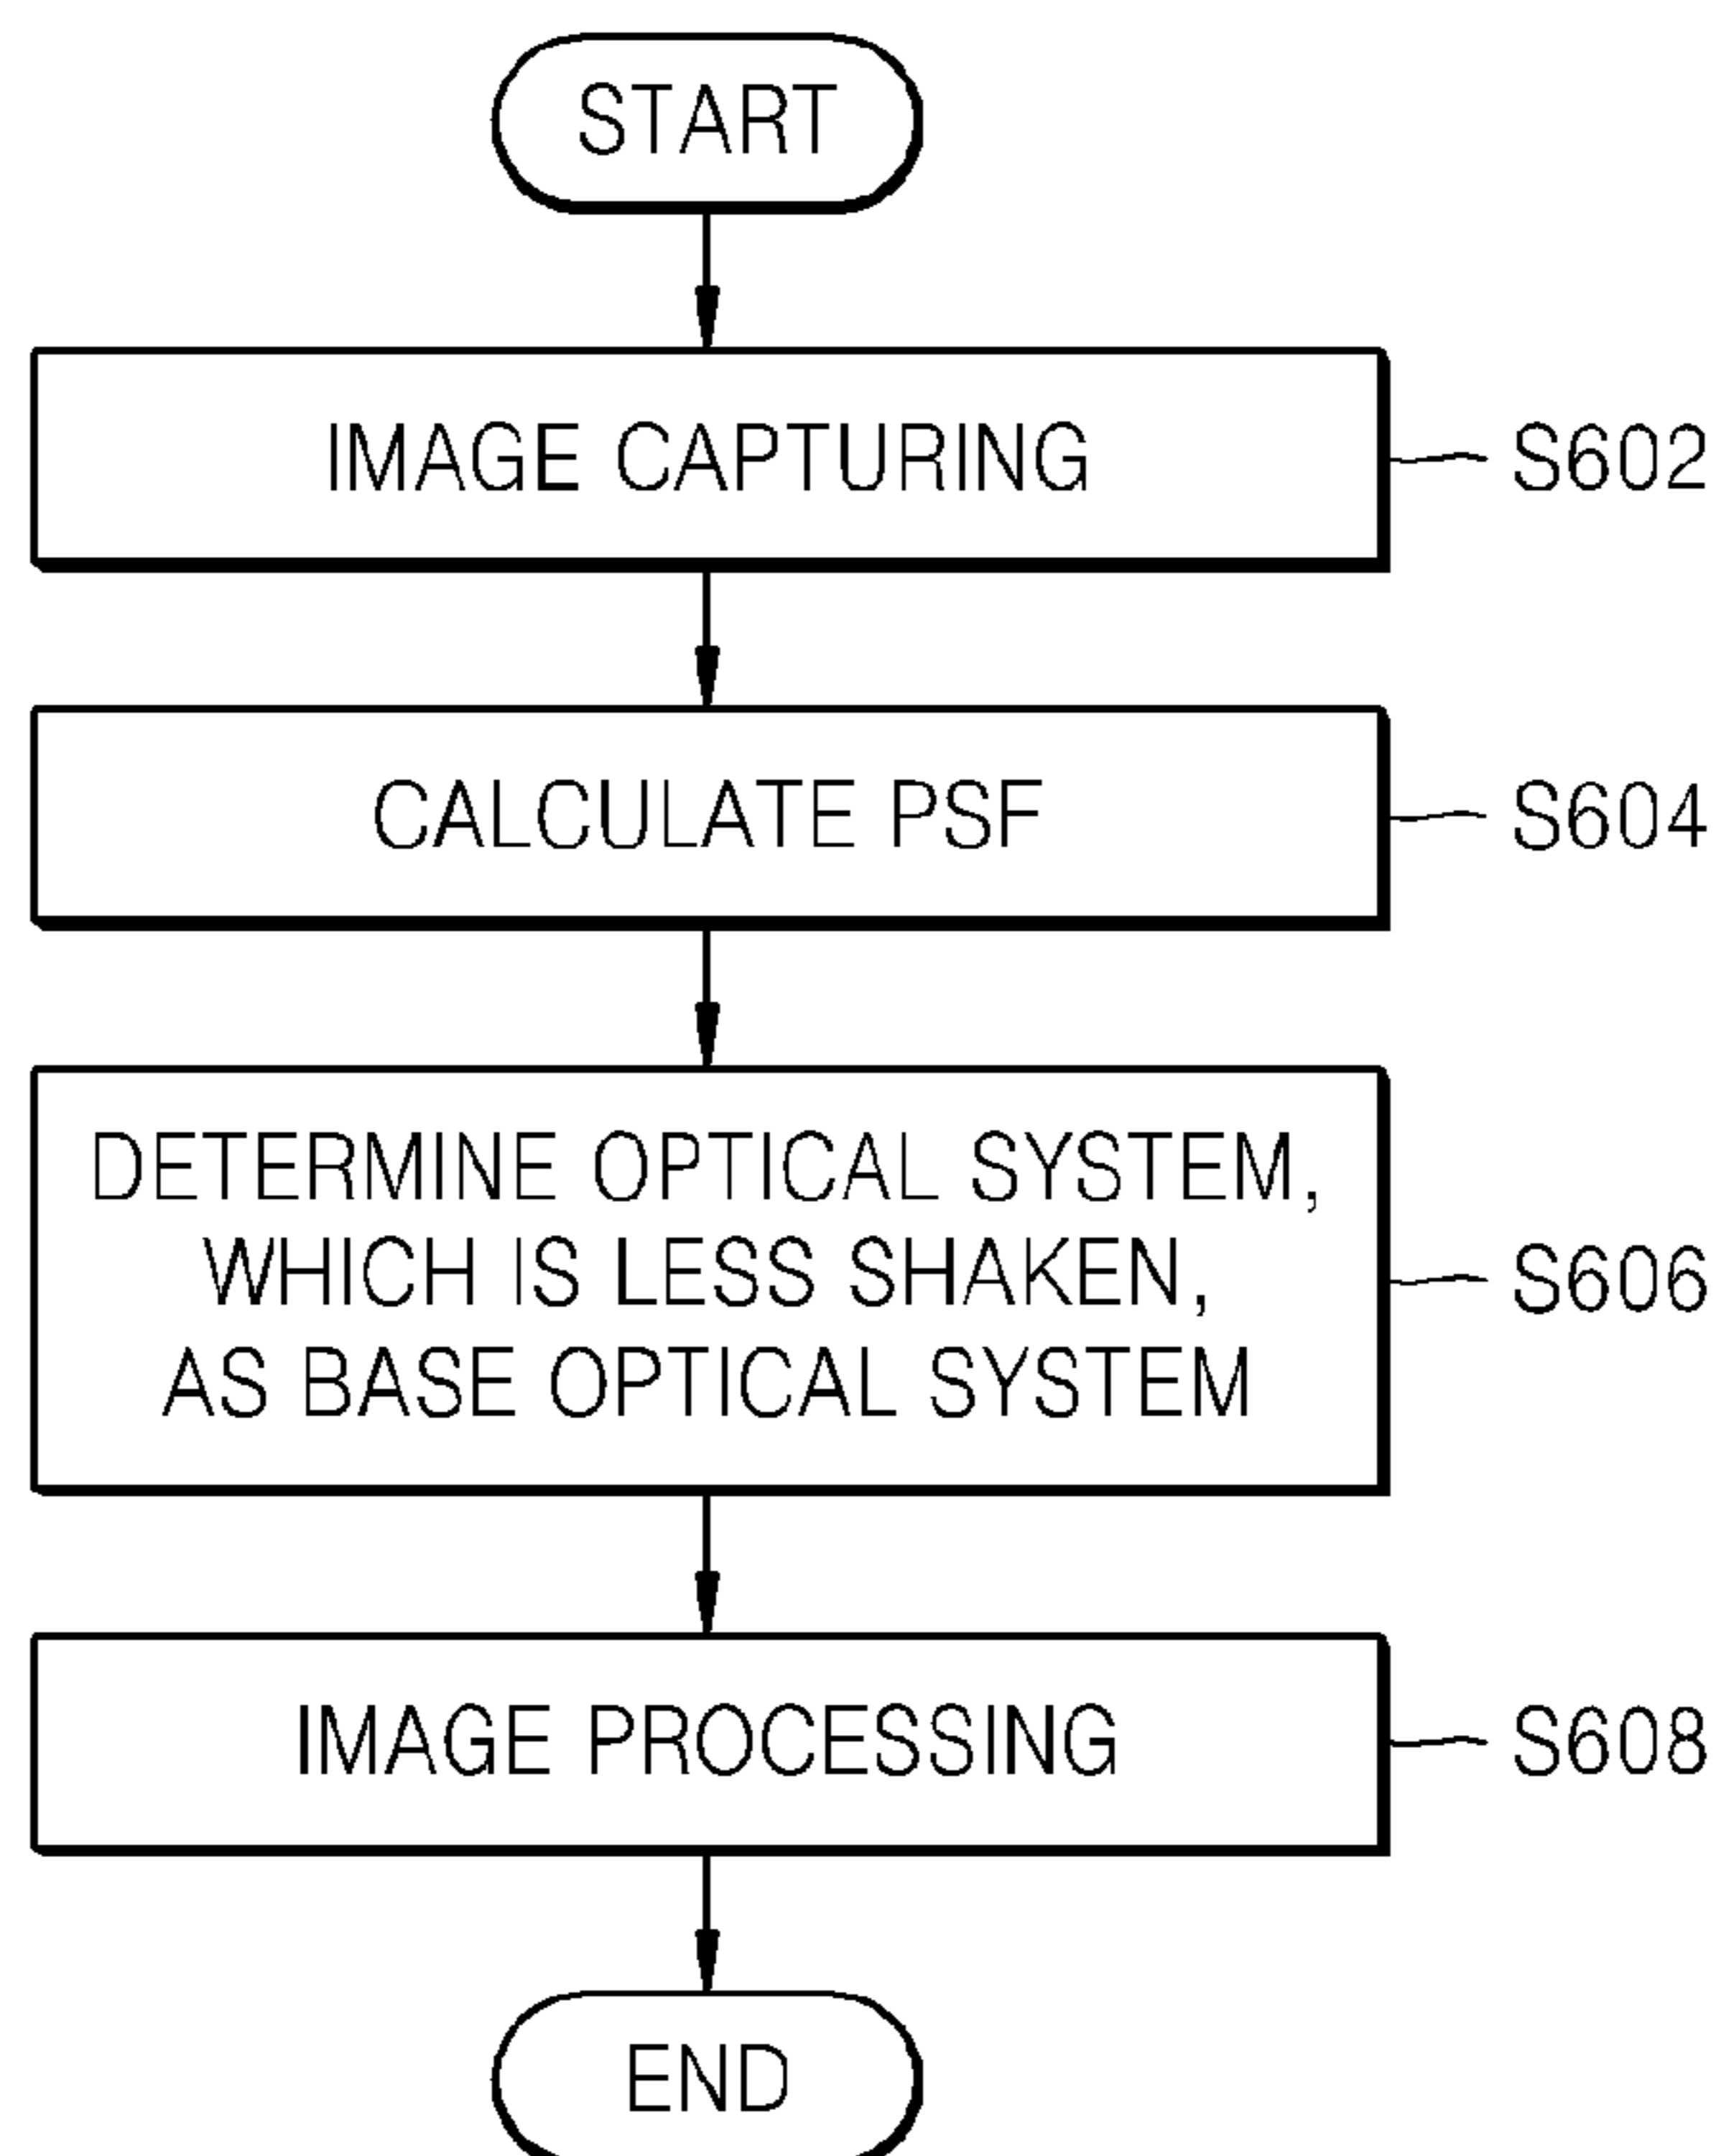 START
IMAGE CAPTURING
S602
CALCULATE PSF
S604
DETERMINE OPTICAL SYSTEM,
WHICH IS LESS SHAKEN,
AS BASE OPTICAL SYSTEM
S606
IMAGE PROCESSING
S608
END